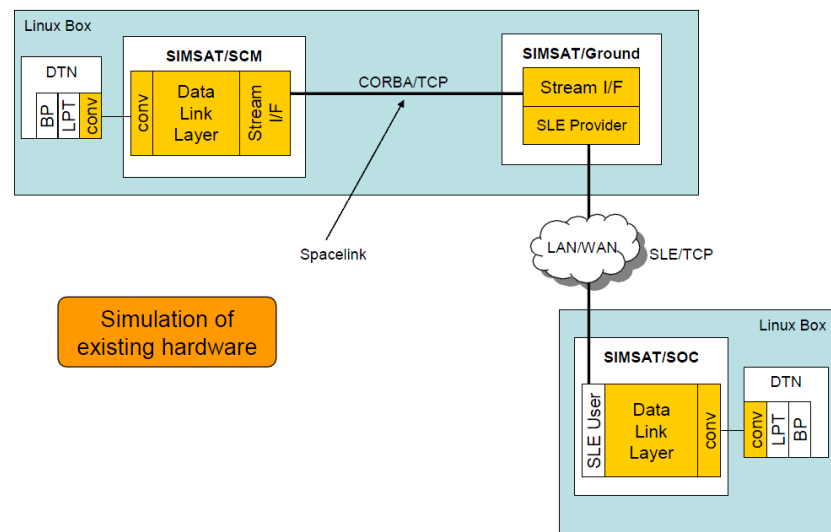 Linux Box
SIMSAT/SCM
SIMSAT/Ground
DTN
BP
LPT
conv
conv
Data
Link
Layer
Stream
I/F
CORBA/TCP
Stream I/F
SLE Provider
Spacelink
LAN/WAN
SLE/TCP
Simulation of
existing hardware
Linux Box
SIMSAT/SOC
DTN
SLE User
Data
Link
Layer
conv
conv
LPT
BP